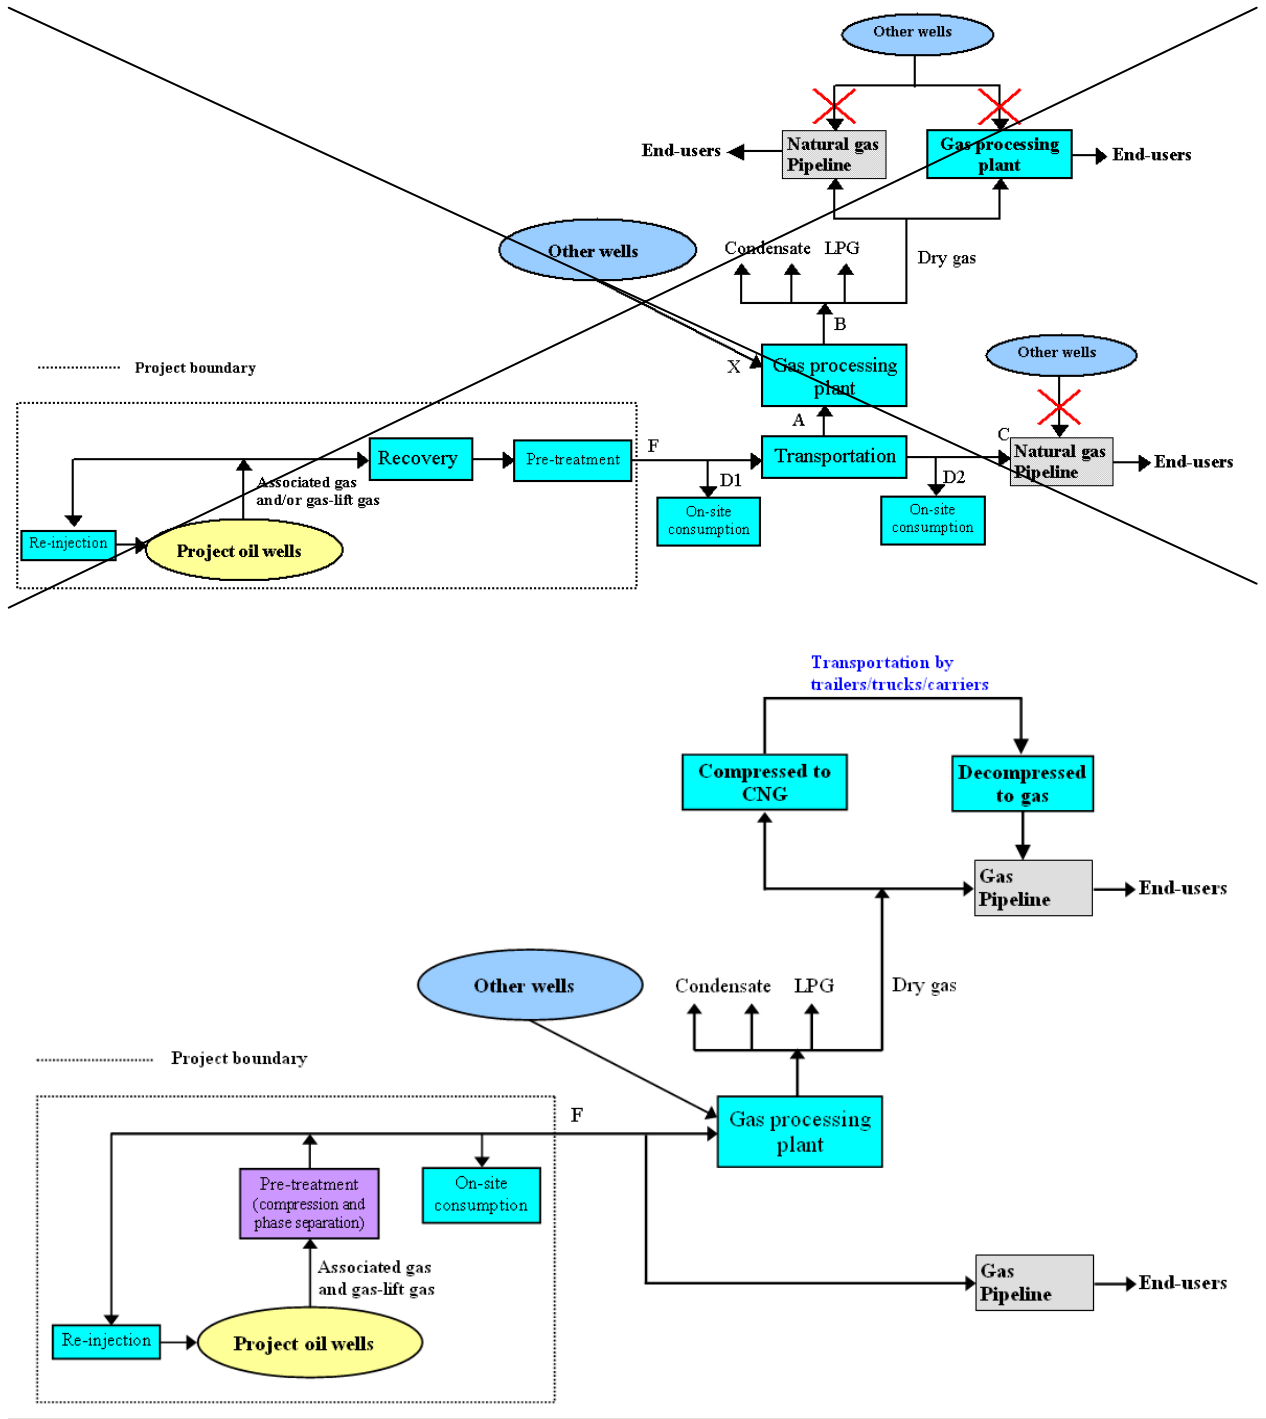 Other wells
Natural gas
Pipeline
Gas processing
plant
End-users
End-users
Other wells
Condensate
LPG
Dry gas
B
Other wells
Project boundary
X
Gas processing
plant
A
C
Recovery
Pre-treatment
F
Transportation
Natural gas
Pipeline
End-users
D1
D2
Associated gas
and/or gas-lift gas
On-site
consumption
On-site
consumption
Re-injection
Project oil wells
Transportation by
trailers/trucks/carriers
Compressed to
CNG
Decompressed
to gas
Gas
Pipeline
End-users
Other wells
Condensate
LPG
Dry gas
Project boundary
F
Gas processing
plant
Pre-treatment
(compression and
phase separation)
On-site
consumption
Associated gas
and gas-lift gas
Gas
Pipeline
End-users
Re-injection
Project oil wells